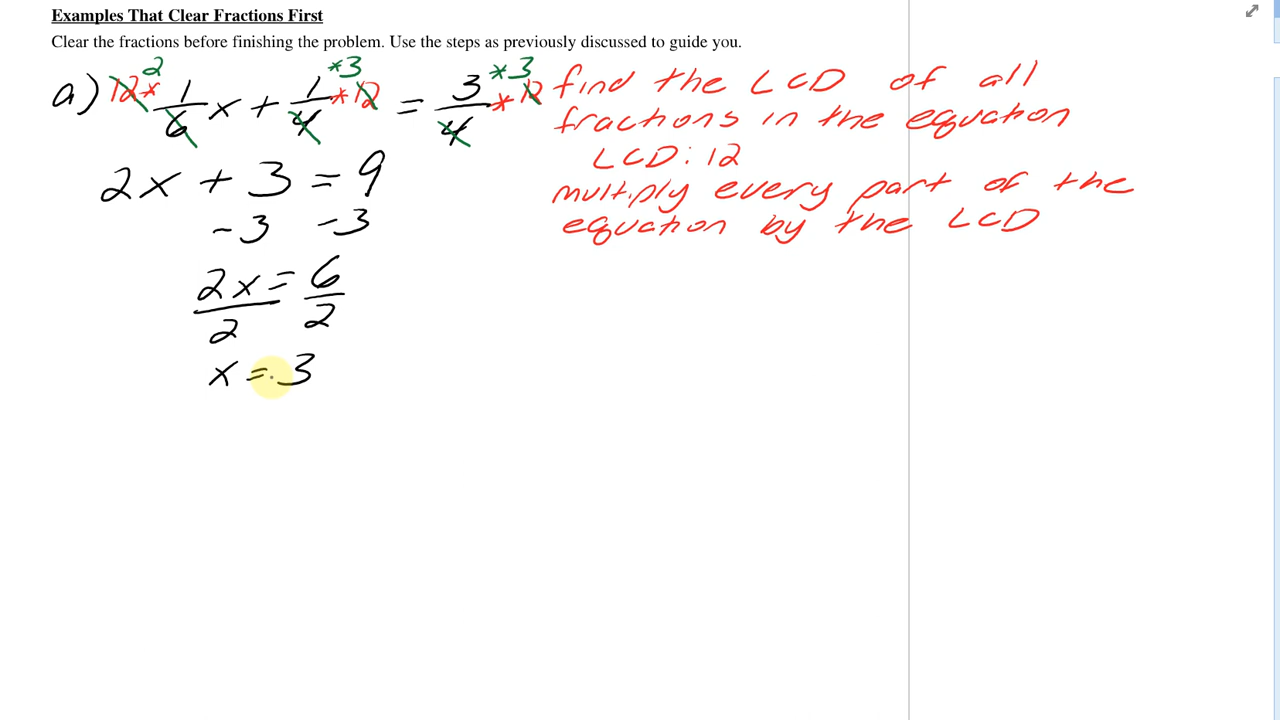 Examples That Clear Fractions First
Clear the fractions before finishing the problem. Use the steps as previously discussed to guide you.
2 *3 *3
a) 12* 1/6 x + 1/4 *12 = 3/4 *12
find the LCD of all
fractions in the equation
LCD: 12
multiply every part of the
equation by the LCD
2x + 3 = 9
-3 -3
2x = 6
2 2
x = 3